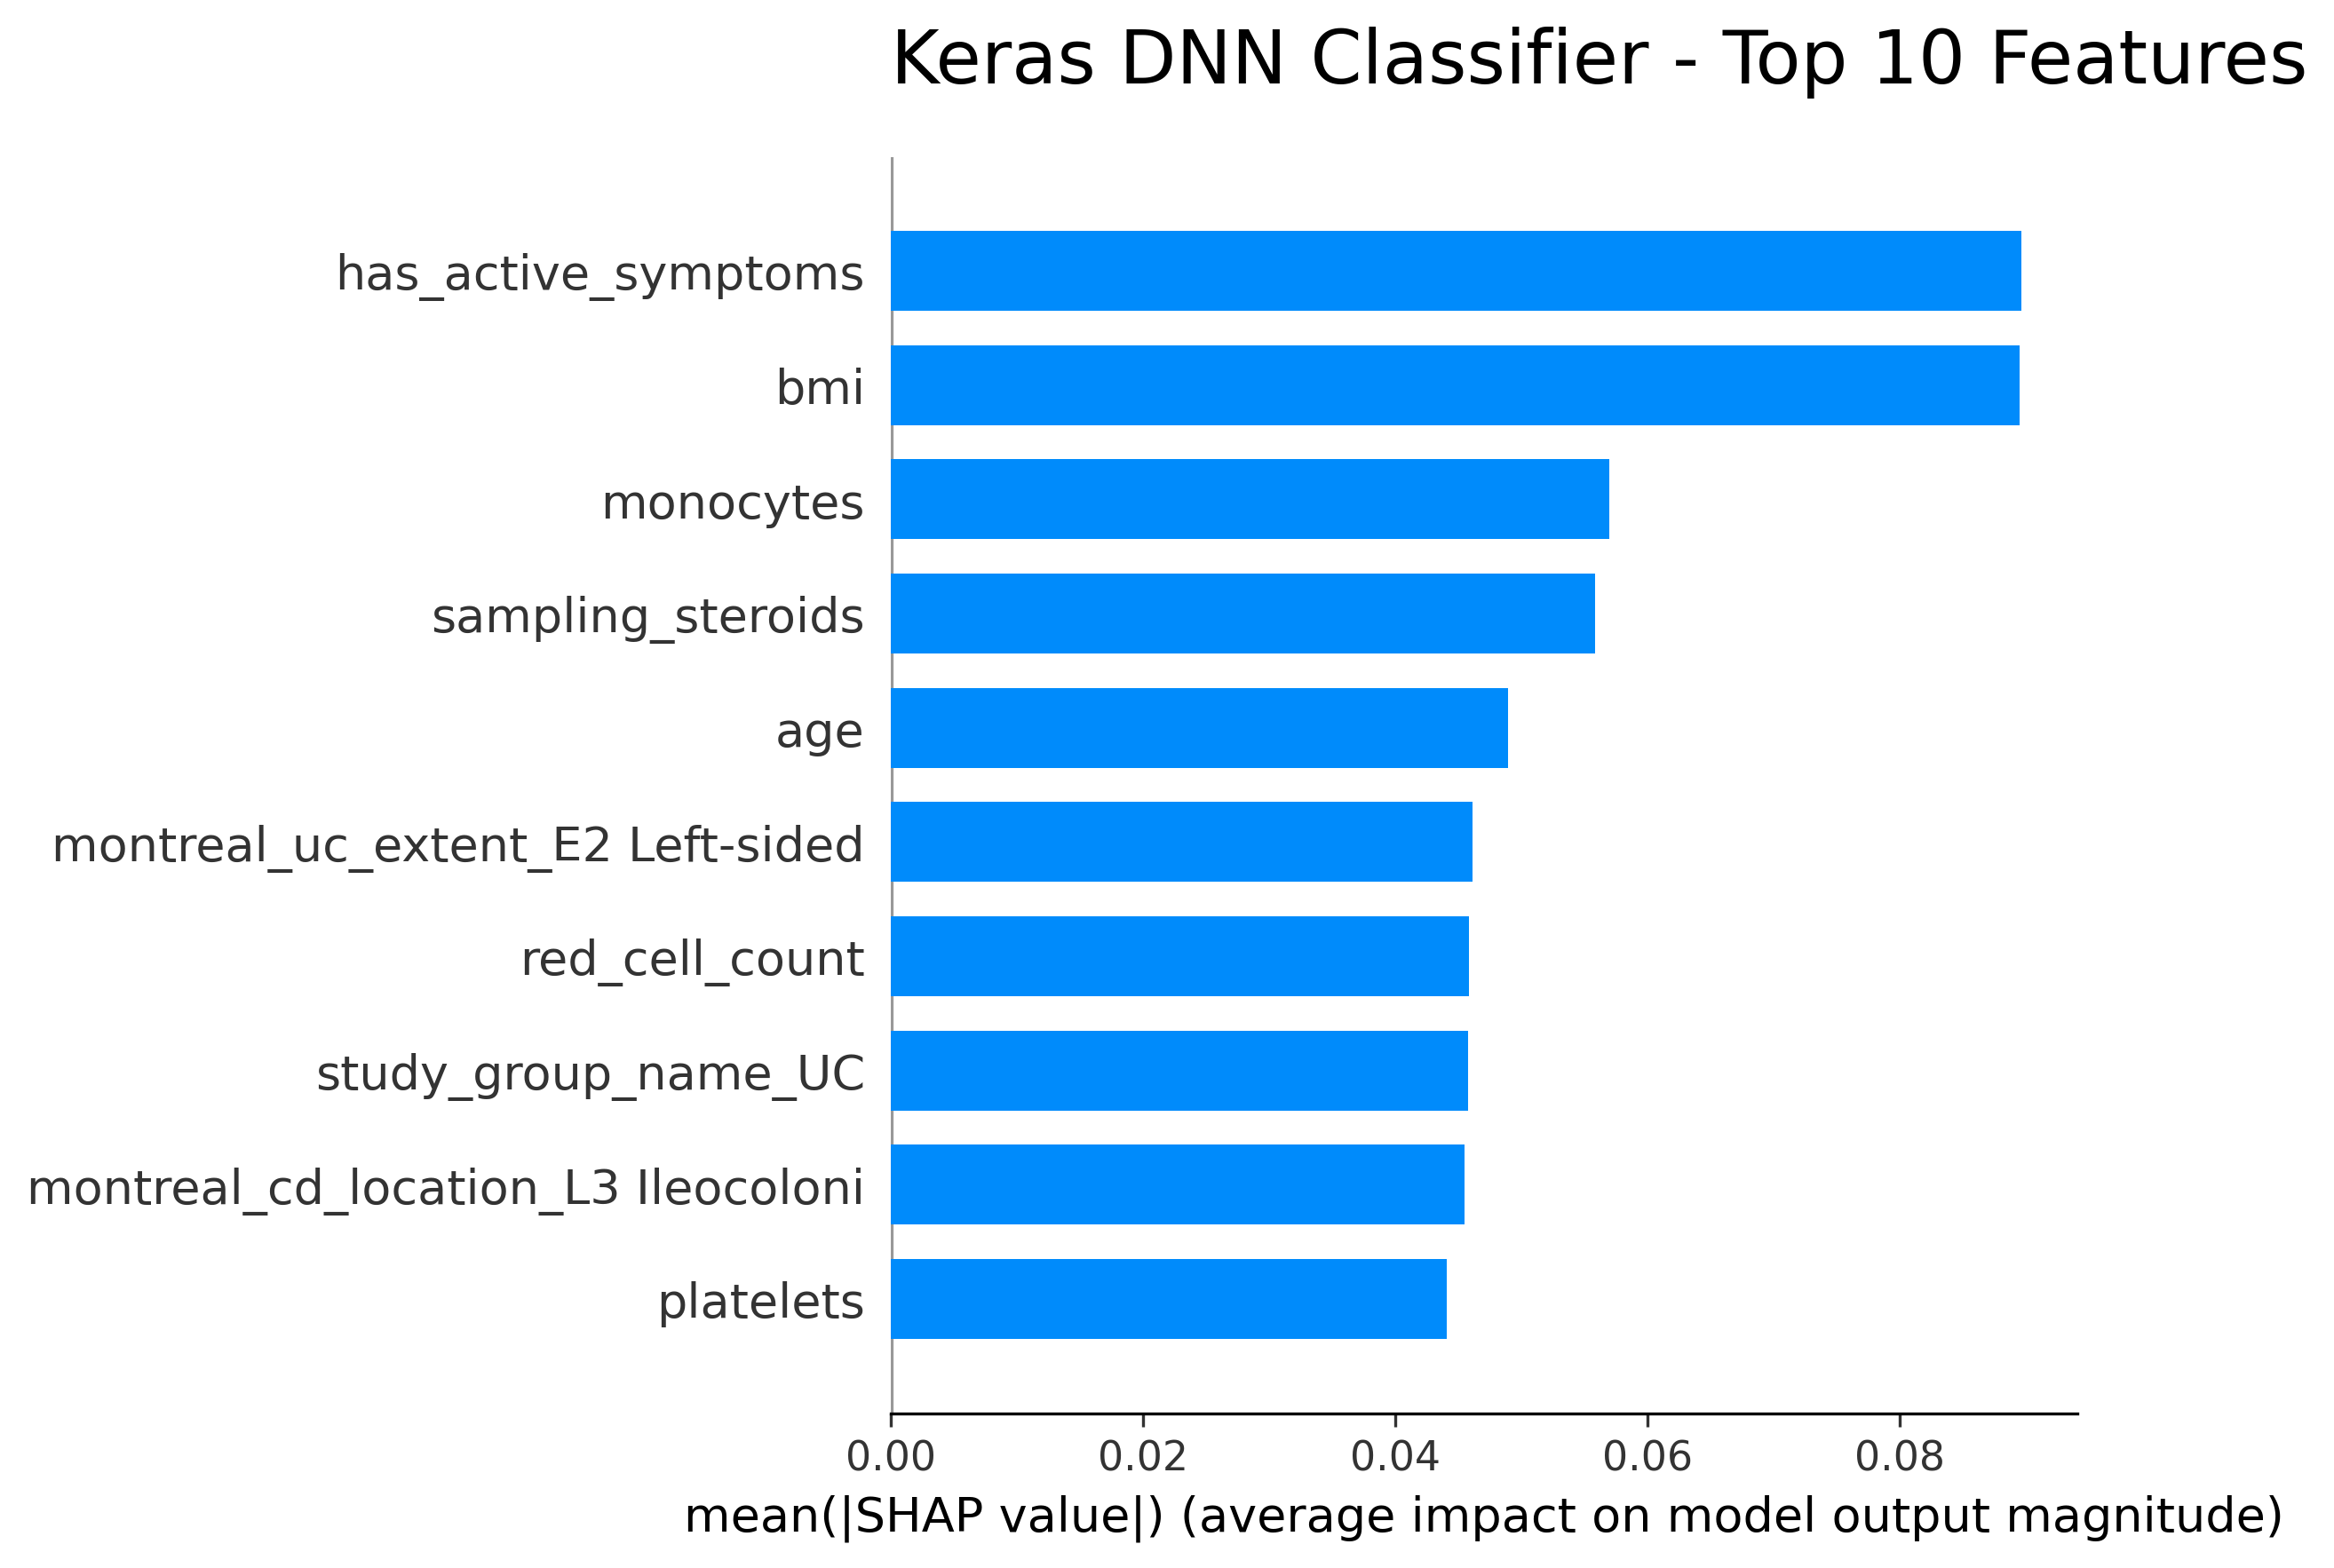 Keras DNN Classifier - Top 10 Features
has_active_symptoms
bmi
monocytes
sampling_steroids
age
montreal_uc_extent_E2 Left-sided
red_cell_count
study_group_name_UC
montreal_cd_location_L3 Ileocoloni
platelets
0.00 0.02 0.04 0.06 0.08
mean(|SHAP value|) (average impact on model output magnitude)